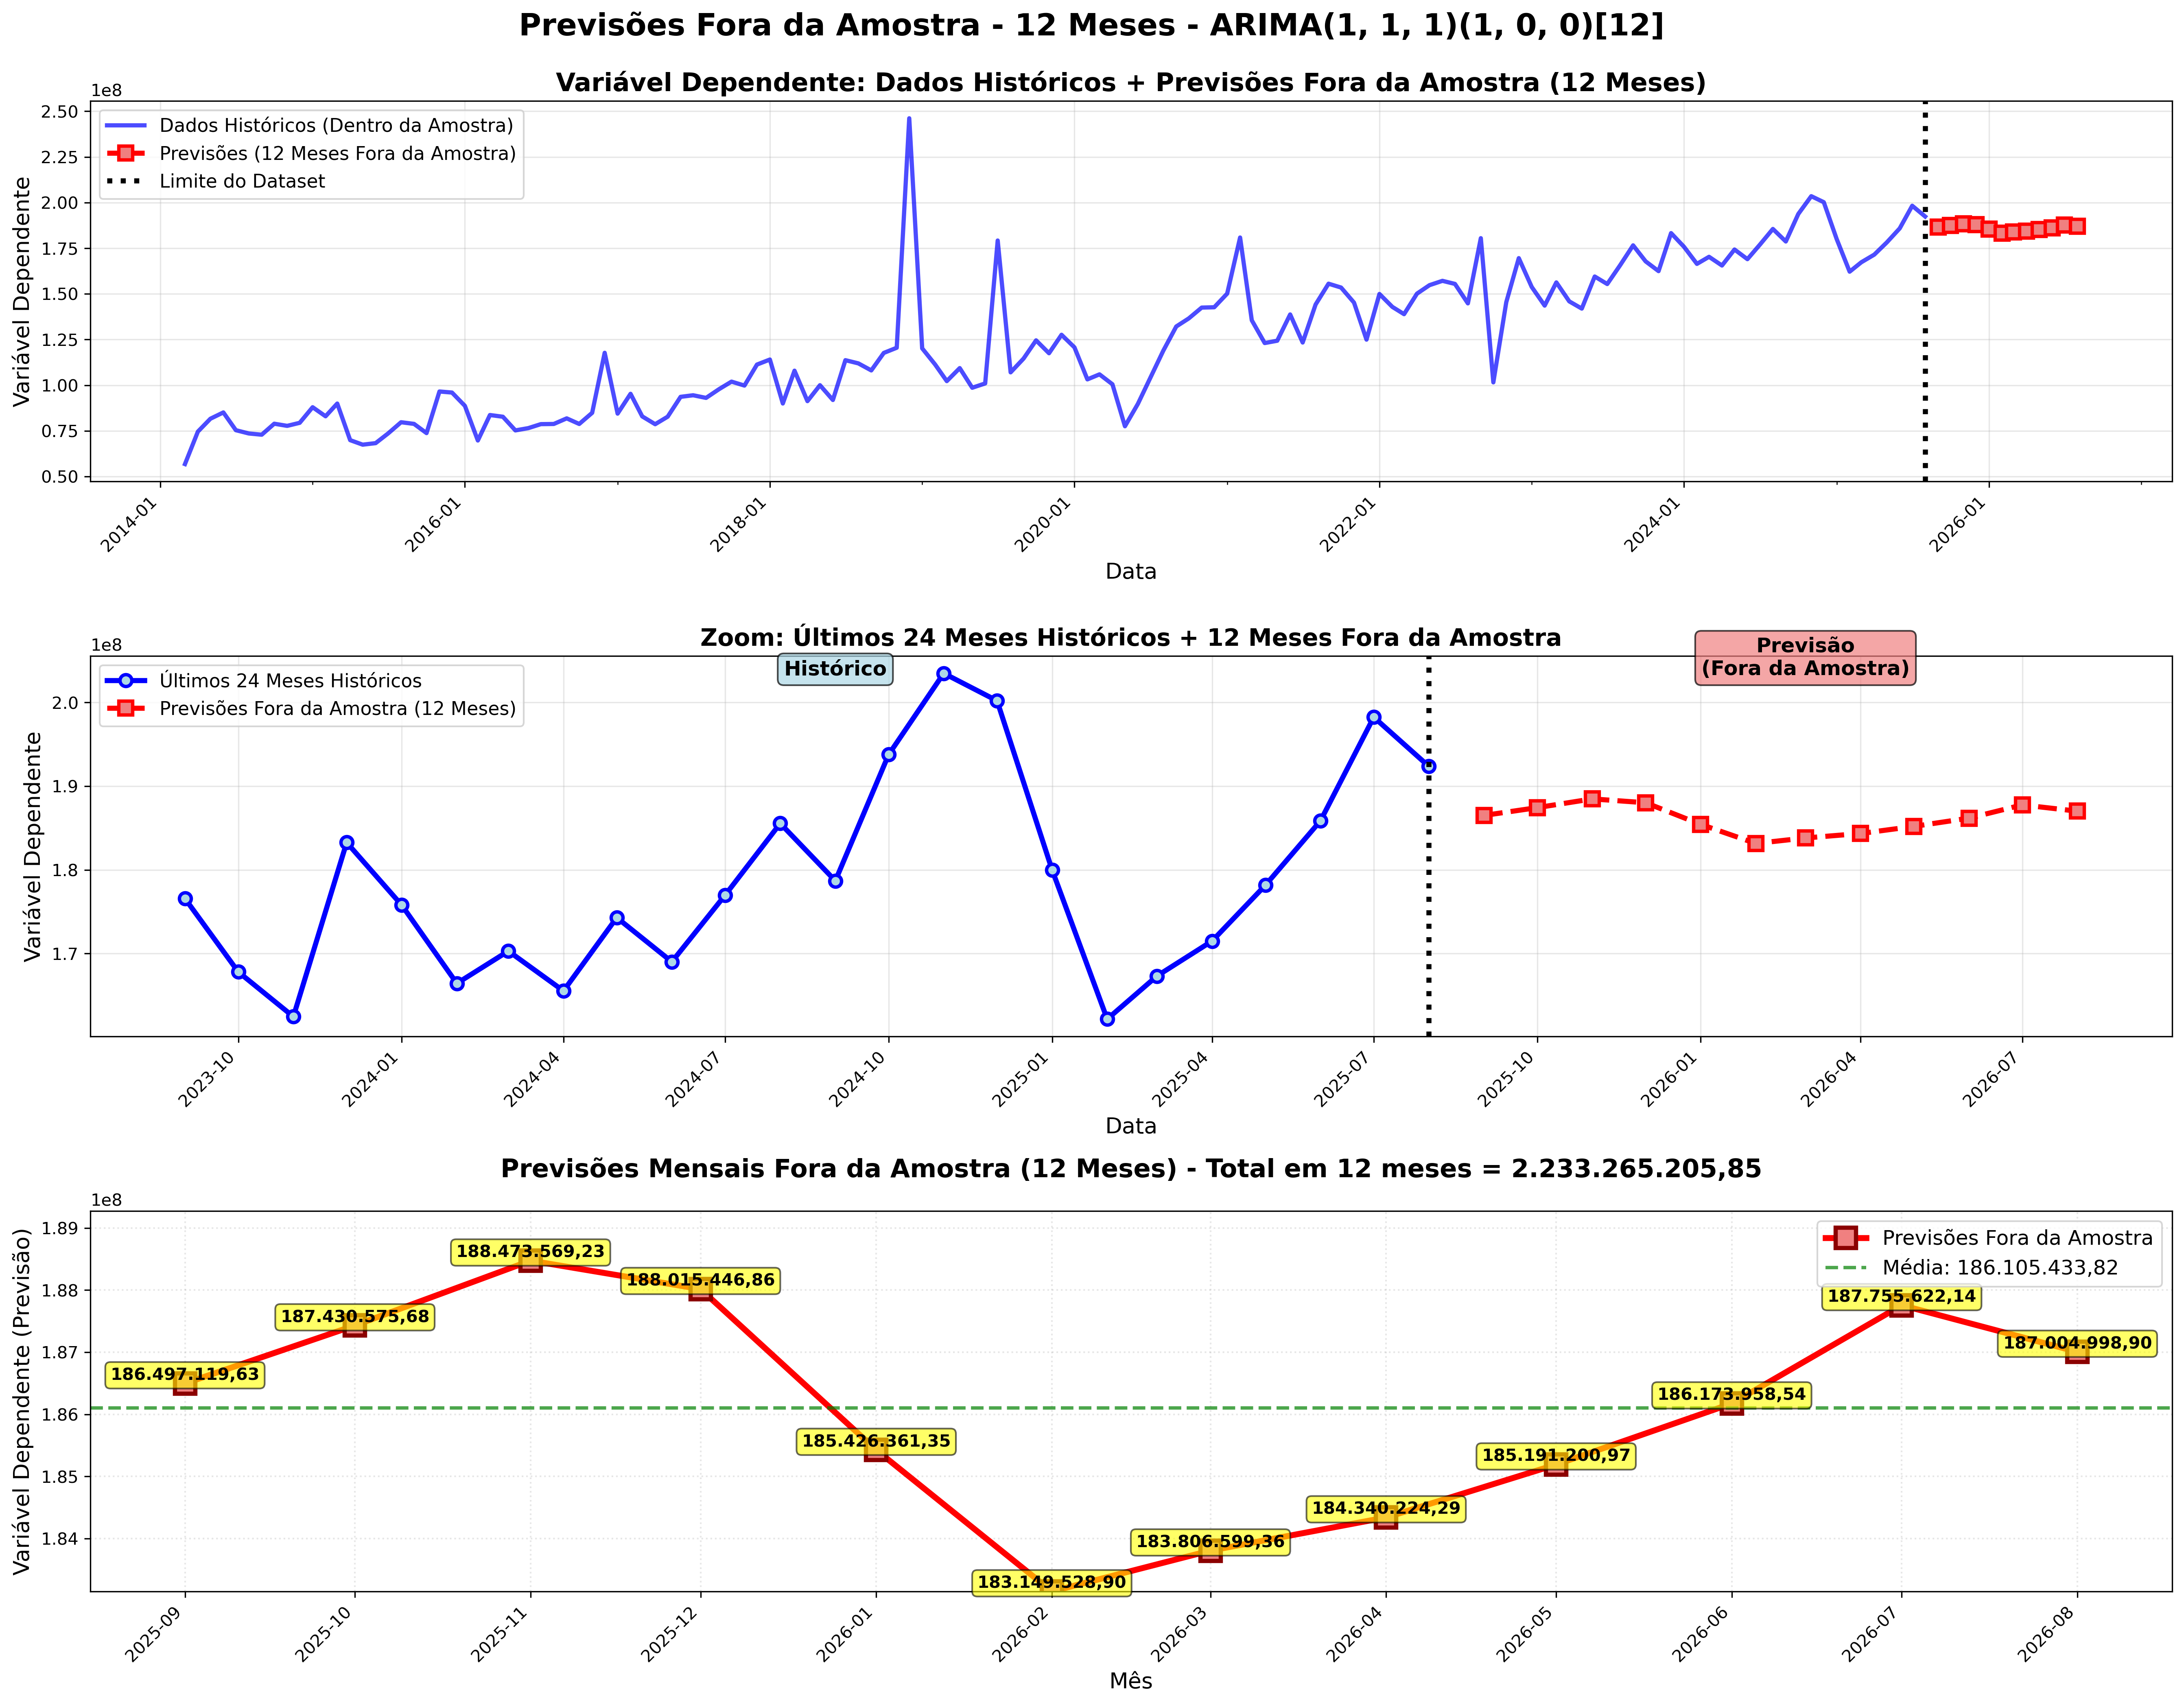 Previsões Fora da Amostra - 12 Meses - ARIMA(1, 1, 1)(1, 0, 0)[12]
Variável Dependente: Dados Históricos + Previsões Fora da Amostra (12 Meses)
1e8
Dados Históricos (Dentro da Amostra)
Previsões (12 Meses Fora da Amostra)
Limite do Dataset
Variável Dependente
2.50
2.25
2.00
1.75
1.50
1.25
1.00
0.75
0.50
2014-01
2016-01
2018-01
2020-01
2022-01
2024-01
2026-01
Data
Zoom: Últimos 24 Meses Históricos + 12 Meses Fora da Amostra
1e8
Últimos 24 Meses Históricos
Previsões Fora da Amostra (12 Meses)
Histórico
Previsão
(Fora da Amostra)
Variável Dependente
2.0
1.9
1.8
1.7
2023-10
2024-01
2024-04
2024-07
2024-10
2025-01
2025-04
2025-07
2025-10
2026-01
2026-04
2026-07
Data
Previsões Mensais Fora da Amostra (12 Meses) - Total em 12 meses = 2.233.265.205,85
1e8
Previsões Fora da Amostra
Média: 186.105.433,82
Variável Dependente (Previsão)
1.89
1.88
1.87
1.86
1.85
1.84
186.497.119,63
187.430.575,68
188.473.569,23
188.015.446,86
185.426.361,35
183.149.528,90
183.806.599,36
184.340.224,29
185.191.200,97
186.173.958,54
187.755.622,14
187.004.998,90
2025-09
2025-10
2025-11
2025-12
2026-01
2026-02
2026-03
2026-04
2026-05
2026-06
2026-07
2026-08
Mês